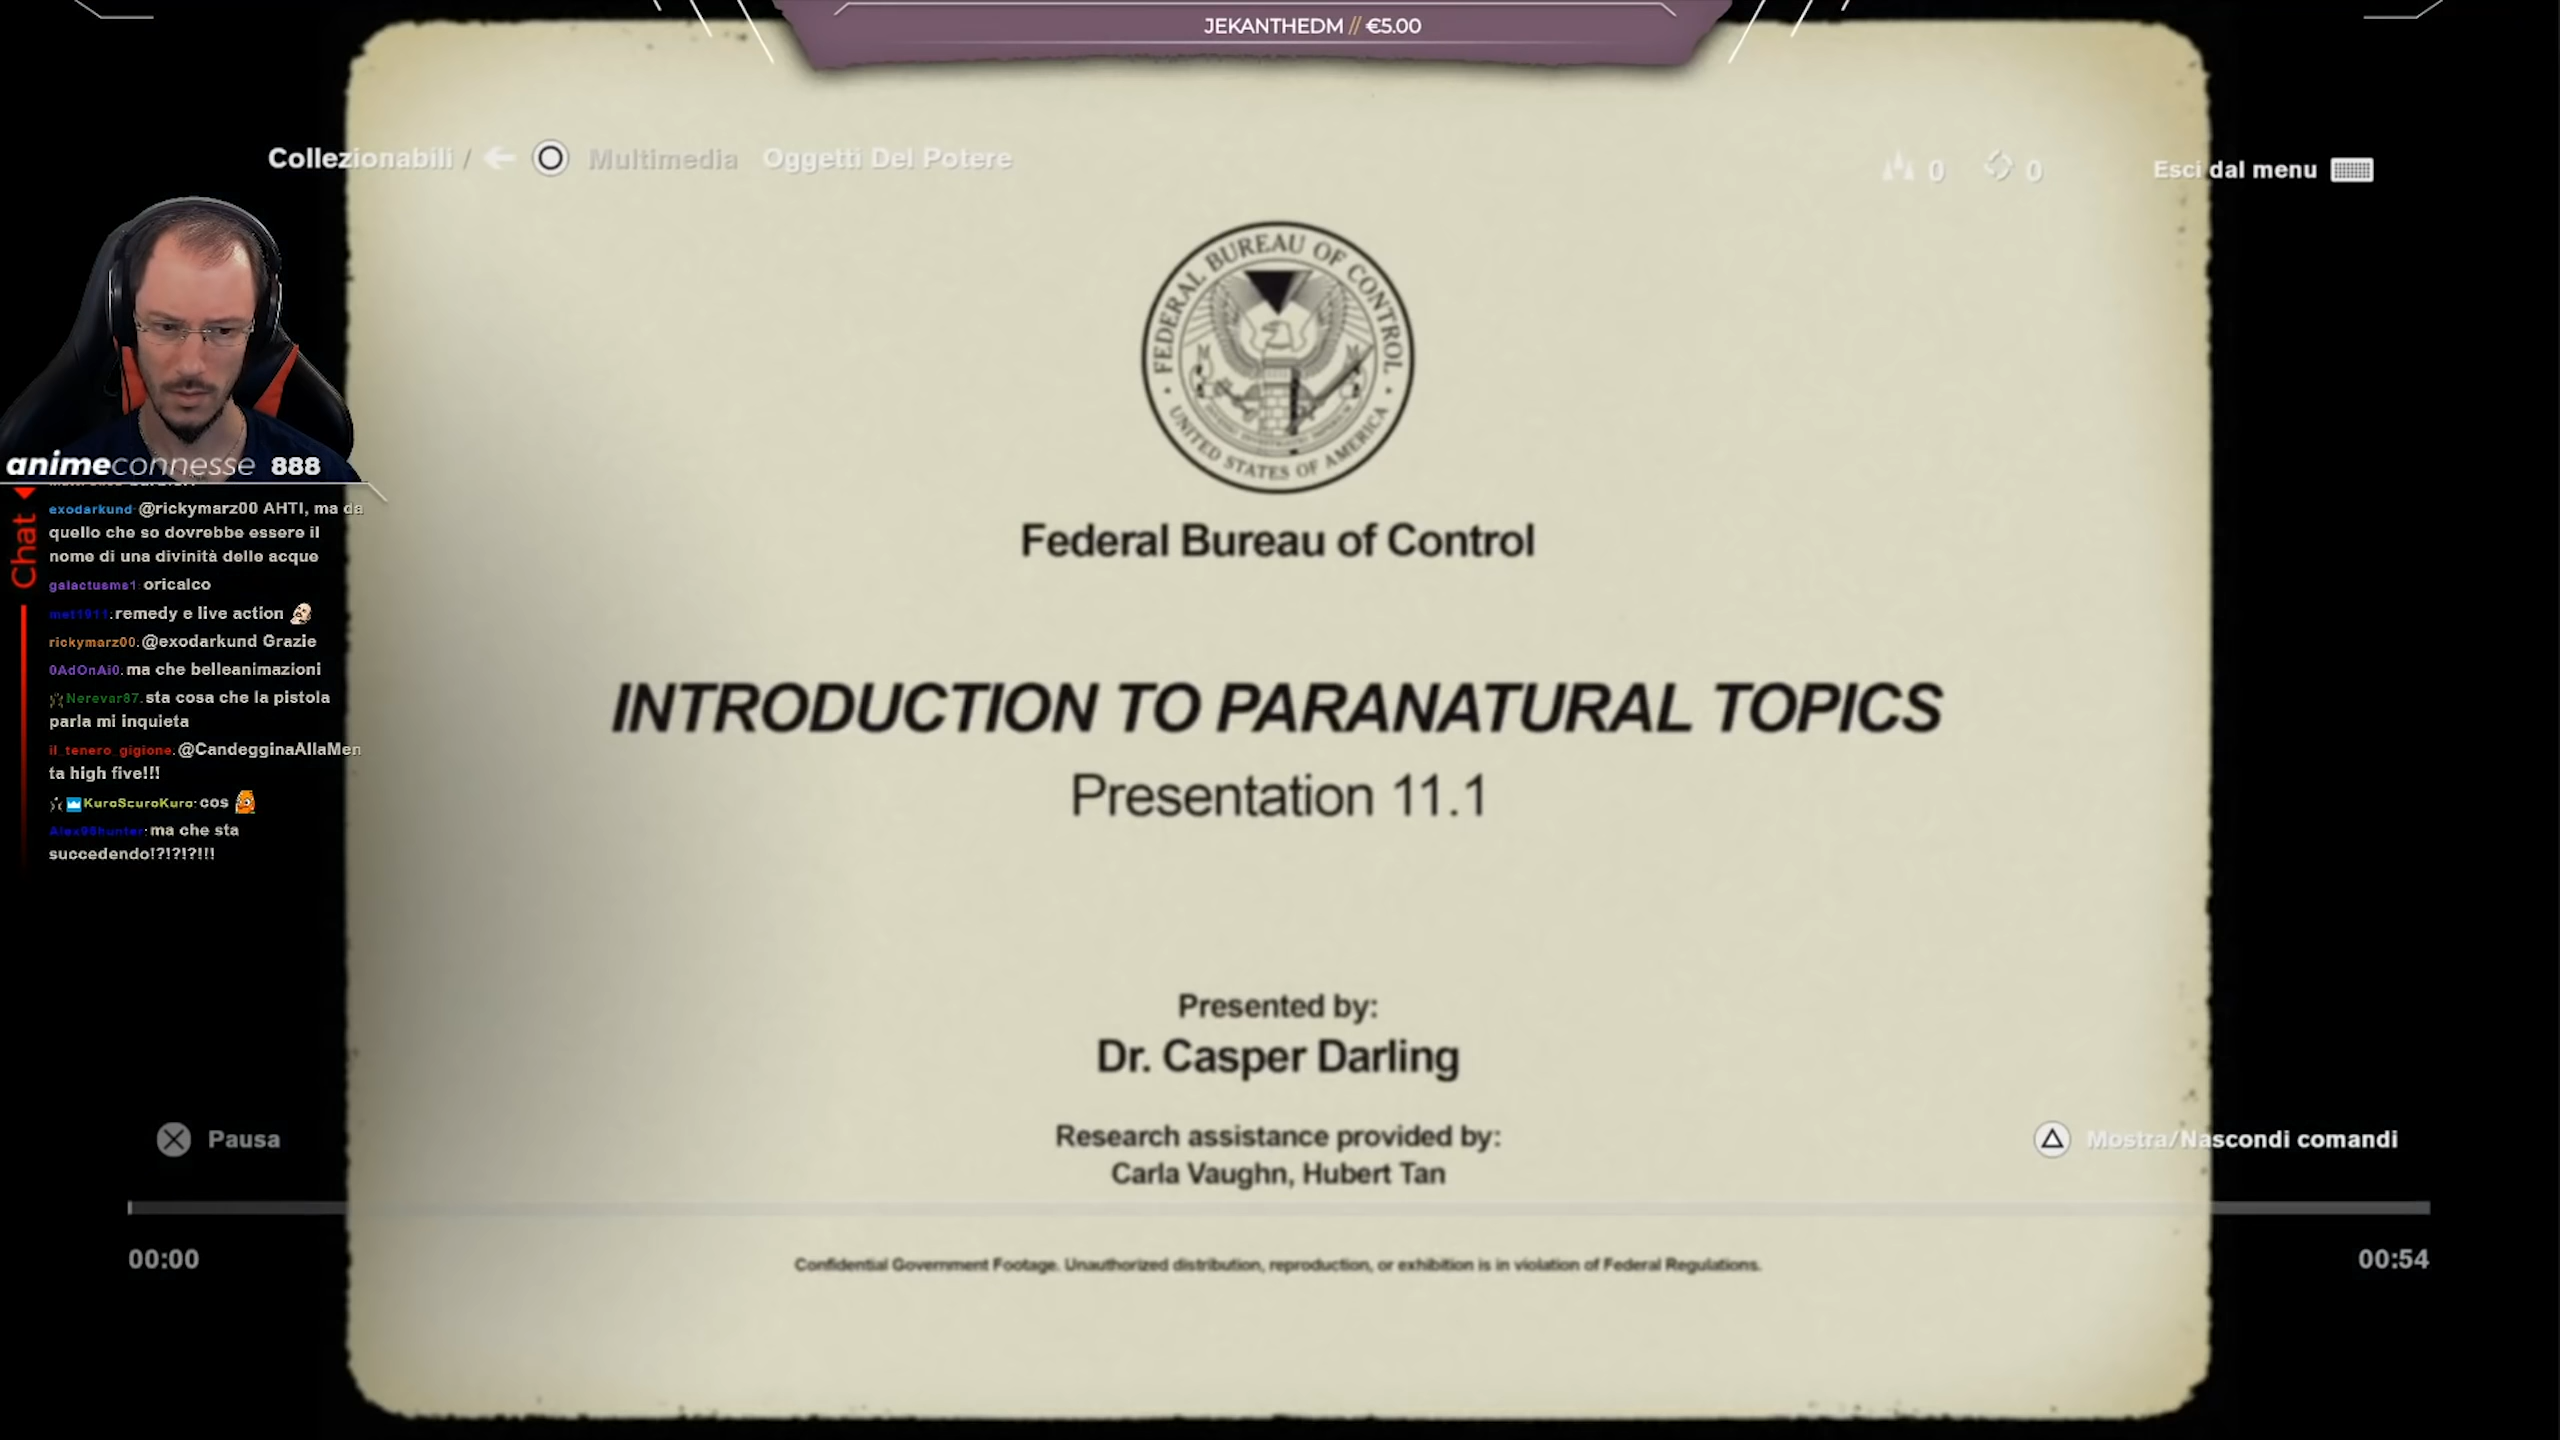 JEKANTHEDM // €5.00
Collezionabili / Multimedia Oggetti Del Potere
0 0 Esci dal menu
FEDERAL BUREAU OF CONTROL
UNITED STATES OF AMERICA
Federal Bureau of Control
INTRODUCTION TO PARANATURAL TOPICS
Presentation 11.1
Presented by:
Dr. Casper Darling
Research assistance provided by:
Carla Vaughn, Hubert Tan
Confidential Government Footage. Unauthorized distribution, reproduction, or exhibition is in violation of Federal Regulations.
Pausa
Mostra/Nascondi comandi
00:00
00:54
animeconnesse 888
Chat
exodarkund: @rickymarz00 AHTI, ma da
quello che so dovrebbe essere il
nome di una divinità delle acque
galactusms1: oricalco
met1911: remedy e live action
rickymarz00: @exodarkund Grazie
0AdOnAi0: ma che belleanimazioni
Nerevar87: sta cosa che la pistola
parla mi inquieta
il_tenero_gigione: @CandegginaAllaMen
ta high five!!!
KuroScuroKuro: cos
Alex96hunter: ma che sta
succedendo!?!?!?!!!